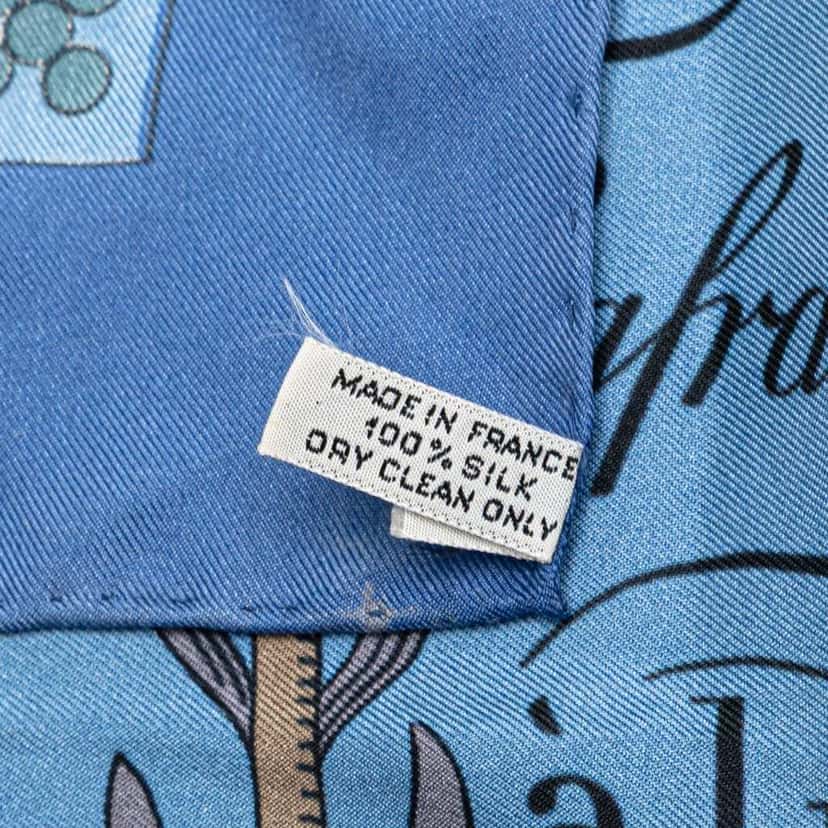 MADE IN FRANCE
100% SILK
DRY CLEAN ONLY
à l